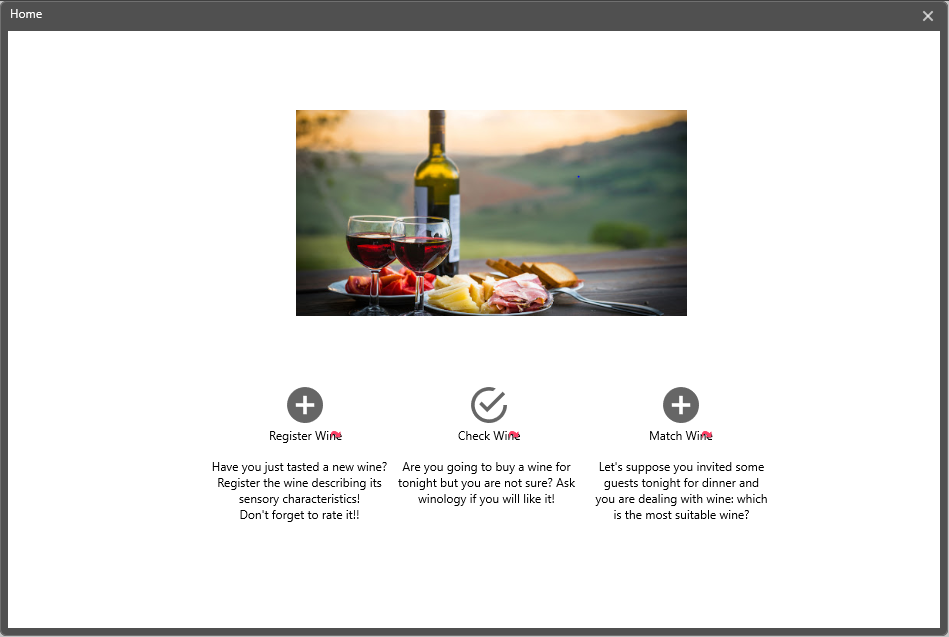 Home
Register Wine
Check Wine
Match Wine
Have you just tasted a new wine?
Register the wine describing its
sensory characteristics!
Don't forget to rate it!!
Are you going to buy a wine for
tonight but you are not sure? Ask
winology if you will like it!
Let's suppose you invited some
guests tonight for dinner and
you are dealing with wine: which
is the most suitable wine?